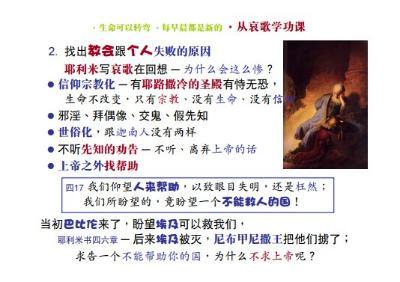 ·生命可以转弯 ·每早晨都是新的 ·从哀歌学功课
2. 找出教会跟个人失败的原因
耶利米写哀歌在回想 — 为什么会这么惨？
● 信仰宗教化 — 有耶路撒冷的圣殿有恃无恐，
生命不改变，只有宗教、没有生命、没有信
● 邪淫、拜偶像、交鬼、假先知
● 世俗化，跟迦南人没有两样
● 不听先知的劝告 — 不听、离弃上帝的话
● 上帝之外找帮助
四17 我们仰望人来帮助，以致眼目失明，还是枉然；
我们所盼望的，竟盼望一个不能救人的国！
当初巴比伦来了，盼望埃及可以救我们，
耶利米书四六章 — 后来埃及被灭，尼布甲尼撒王把他们掳了；
求告一个不能帮助你的国，为什么不求上帝呢？